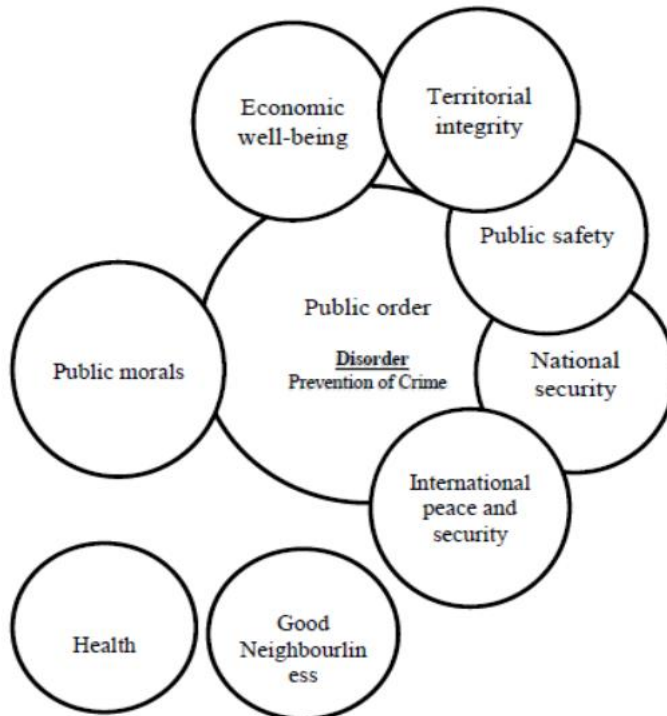 Economic
well-being
Territorial
integrity
Public safety
Public order
Disorder
Prevention of Crime
Public morals
National
security
International
peace and
security
Health
Good
Neighbourlin
ess